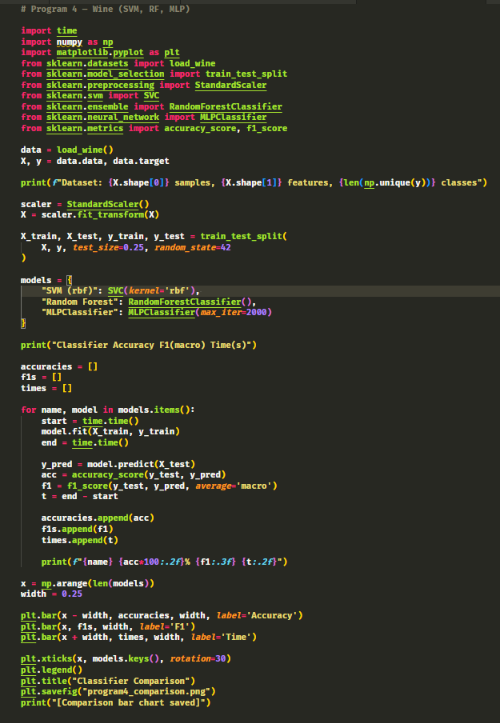 # Program 4 — Wine (SVM, RF, MLP)
import time
import numpy as np
import matplotlib.pyplot as plt
from sklearn.datasets import load_wine
from sklearn.model_selection import train_test_split
from sklearn.preprocessing import StandardScaler
from sklearn.svm import SVC
from sklearn.ensemble import RandomForestClassifier
from sklearn.neural_network import MLPClassifier
from sklearn.metrics import accuracy_score, f1_score
data = load_wine()
X, y = data.data, data.target
print(f"Dataset: {X.shape[0]} samples, {X.shape[1]} features, {len(np.unique(y))} classes")
scaler = StandardScaler()
X = scaler.fit_transform(X)
X_train, X_test, y_train, y_test = train_test_split(
    X, y, test_size=0.25, random_state=42
)
models = {
    "SVM (rbf)": SVC(kernel='rbf'),
    "Random Forest": RandomForestClassifier(),
    "MLPClassifier": MLPClassifier(max_iter=2000)
}
print("Classifier Accuracy F1(macro) Time(s)")
accuracies = []
f1s = []
times = []
for name, model in models.items():
    start = time.time()
    model.fit(X_train, y_train)
    end = time.time()
    y_pred = model.predict(X_test)
    acc = accuracy_score(y_test, y_pred)
    f1 = f1_score(y_test, y_pred, average='macro')
    t = end - start
    accuracies.append(acc)
    f1s.append(f1)
    times.append(t)
    print(f"{name} {acc*100:.2f}% {f1:.3f} {t:.2f}")
x = np.arange(len(models))
width = 0.25
plt.bar(x - width, accuracies, width, label='Accuracy')
plt.bar(x, f1s, width, label='F1')
plt.bar(x + width, times, width, label='Time')
plt.xticks(x, models.keys(), rotation=30)
plt.legend()
plt.title("Classifier Comparison")
plt.savefig("program4_comparison.png")
print("[Comparison bar chart saved]")